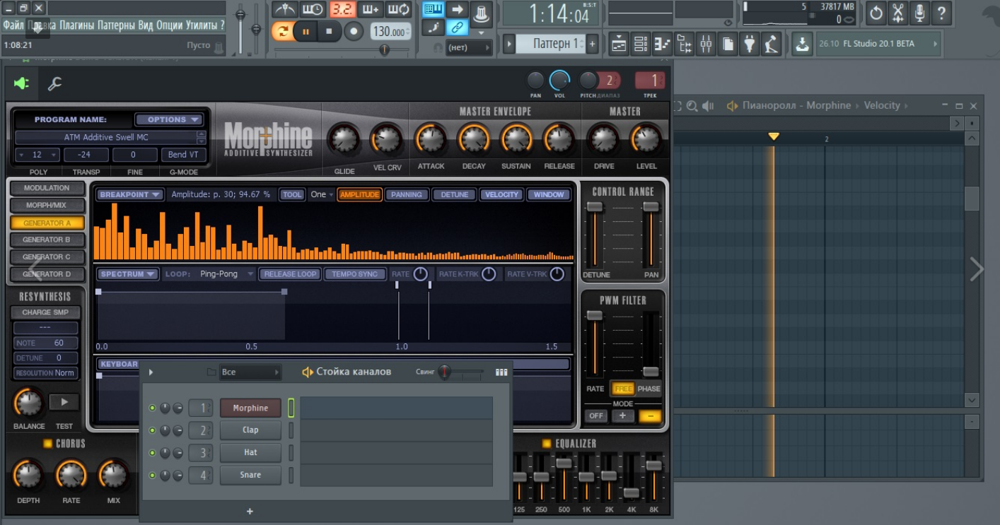 Файл Правка Плагины Паттерны Вид Опции Утилиты ?
1:08:21
Пусто
3.2.
130.000
(нет)
1:14:04
B:S:T
Паттерн 1
+
5
37817 MB
0
?
26.10 FL Studio 20.1 BETA
PAN
VOL
PITCH ДИАПАЗ
2
1
ТРЕК
Пианоролл - Morphine Velocity
2
PROGRAM NAME:
OPTIONS
ATM Additive Swell MC
12
-24
0
Bend VT
POLY
TRANSP
FINE
G-MODE
Morphine
ADDITIVE SYNTHESIZER
GLIDE
VEL CRV
MASTER ENVELOPE
ATTACK
DECAY
SUSTAIN
RELEASE
MASTER
DRIVE
LEVEL
MODULATION
MORPH/MIX
GENERATOR A
GENERATOR B
GENERATOR C
GENERATOR D
BREAKPOINT
Amplitude: p. 30; 94.67 %
TOOL
One
AMPLITUDE
PANNING
DETUNE
VELOCITY
WINDOW
CONTROL RANGE
DETUNE
PAN
SPECTRUM
LOOP:
Ping-Pong
RELEASE LOOP
TEMPO SYNC
RATE
RATE K-TRK
RATE V-TRK
0.0
0.5
1.0
1.5
RESYNTHESIS
CHARGE SMP
---
NOTE 60
DETUNE 0
RESOLUTION Norm
BALANCE
TEST
PWM FILTER
RATE
FREE
PHASE
MODE
OFF
+
−
KEYBOAR
Все
Стойка каналов
Свинг
1
Morphine
2
Clap
3
Hat
4
Snare
+
CHORUS
DEPTH
RATE
MIX
EQUALIZER
125
250
500
1K
2K
4K
8K